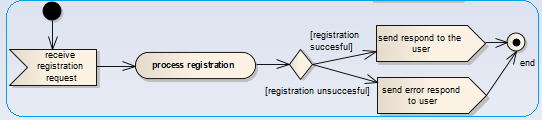 receive
registration
request
process registration
[registration
succesful]
[registration unsuccesful]
send respond to the
user
send error respond
to user
end